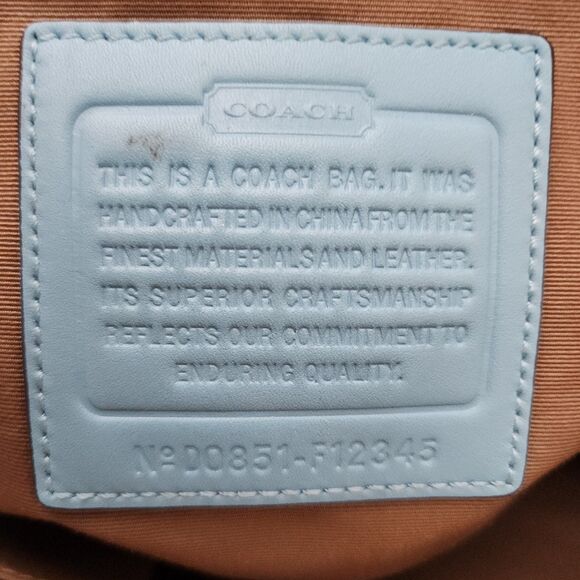 COACH
THIS IS A COACH BAG. IT WAS
HANDCRAFTED IN CHINA FROM THE
FINEST MATERIALS AND LEATHER.
ITS SUPERIOR CRAFTSMANSHIP
REFLECTS OUR COMMITMENT TO
ENDURING QUALITY.
Nº D0851-F12345